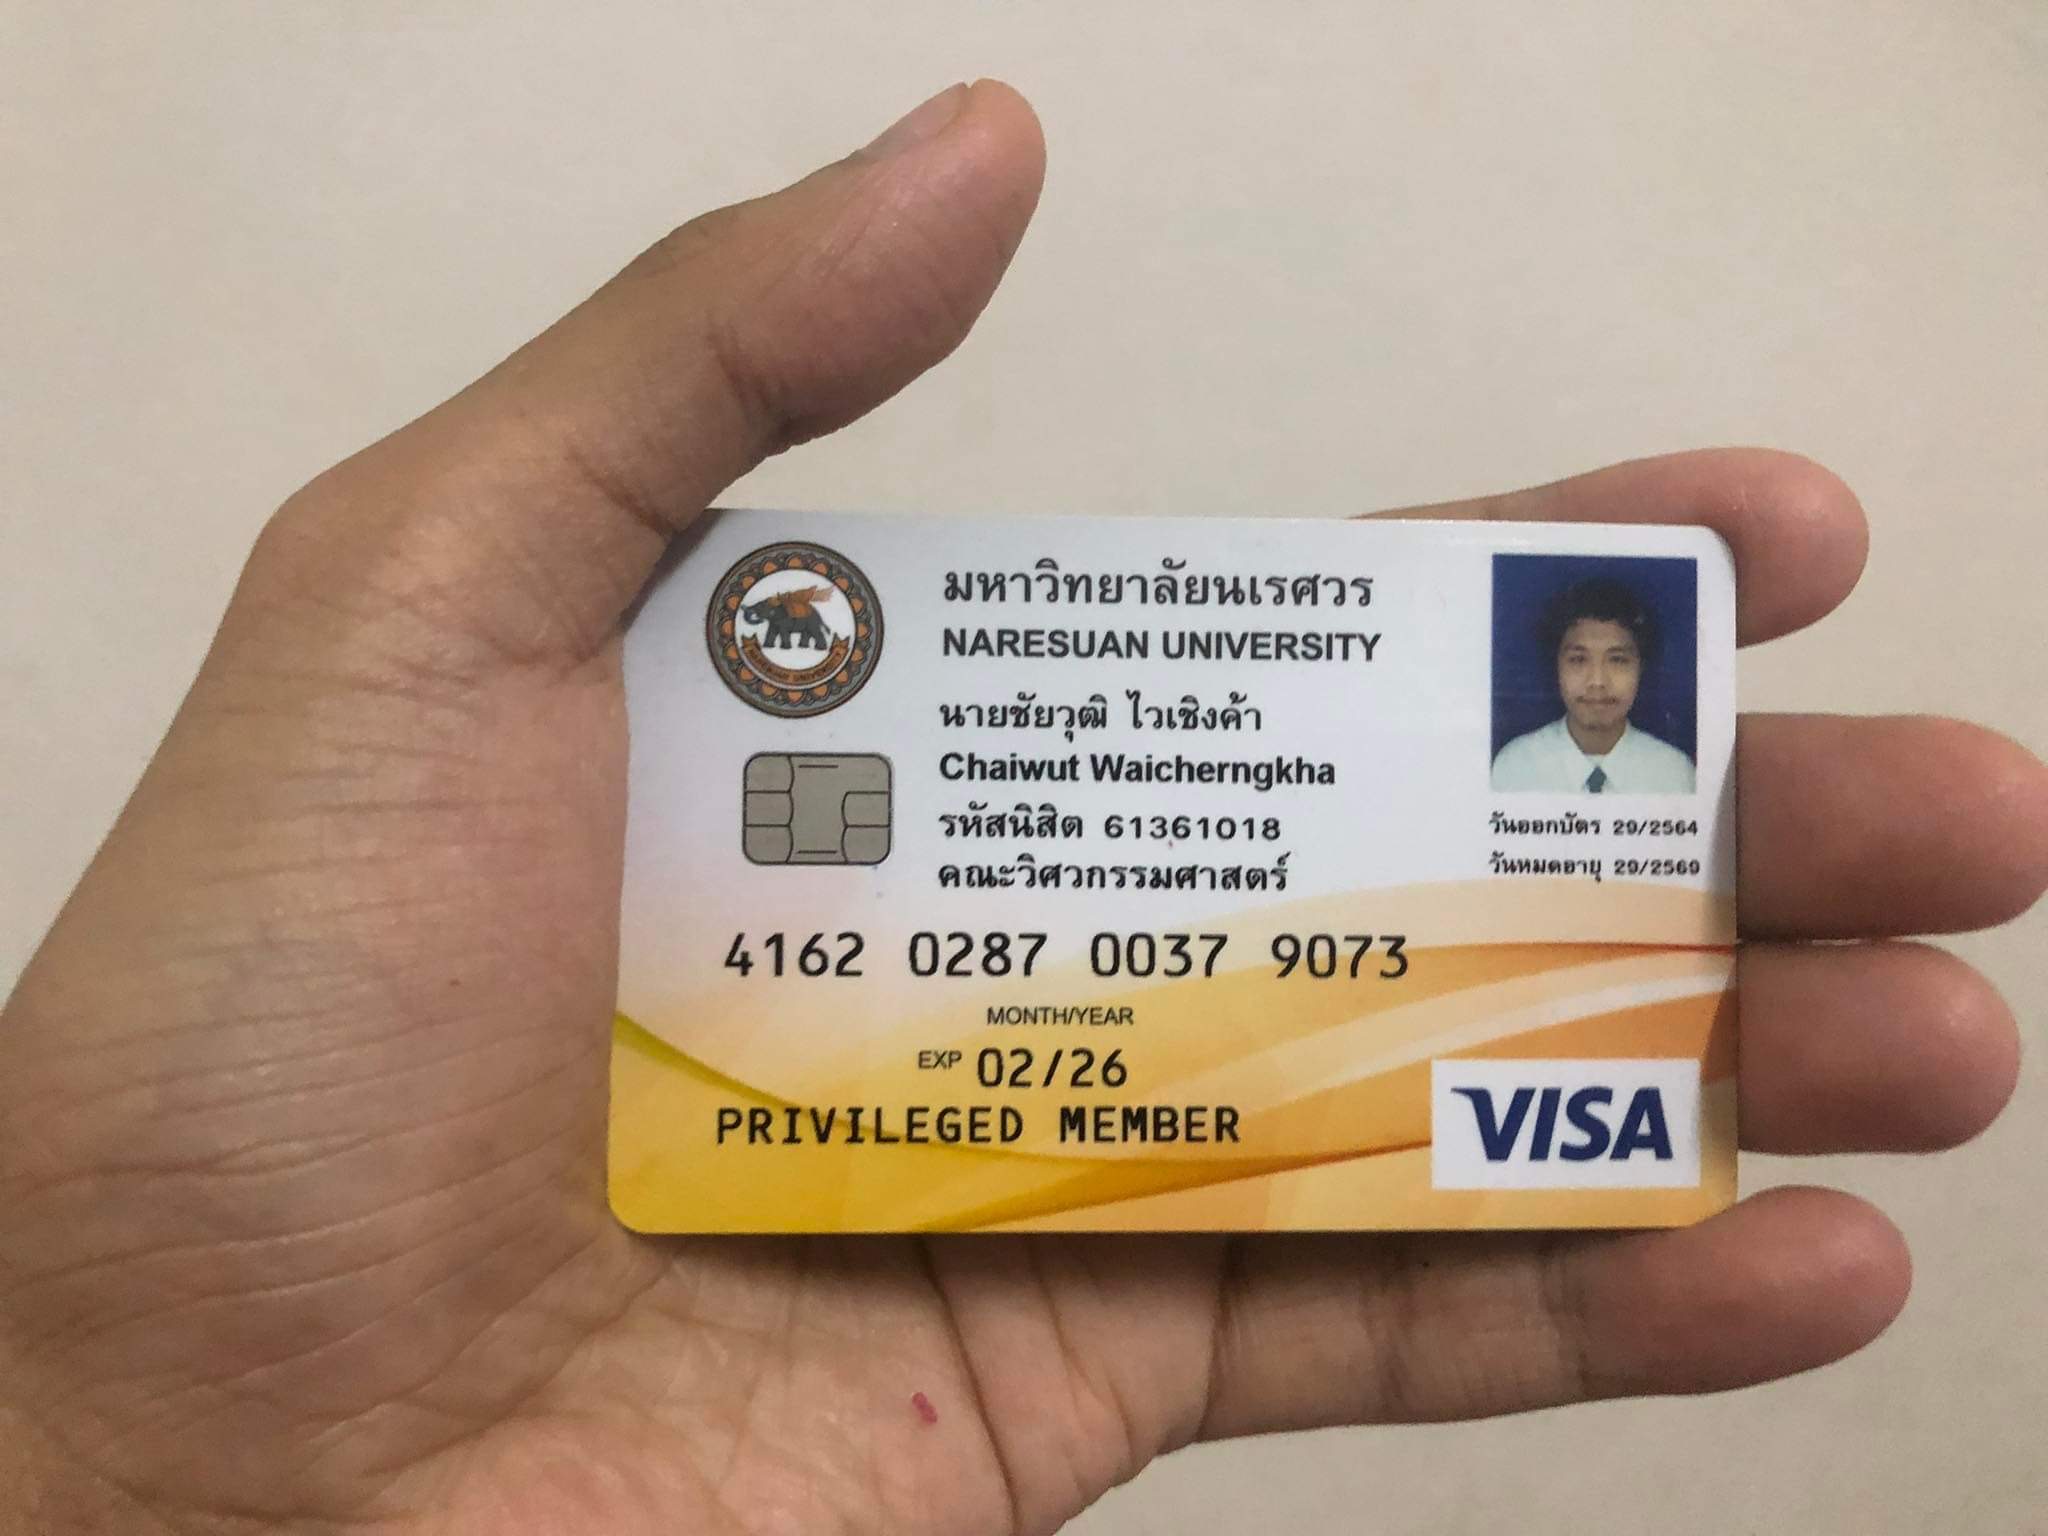 มหาวิทยาลัยนเรศวร
NARESUAN UNIVERSITY
นายชัยวุฒิ ไวเชิงค้า
Chaiwut Waicherngkha
รหัสนิสิต 61361018
คณะวิศวกรรมศาสตร์
วันออกบัตร 29/2564
วันหมดอายุ 29/2569
4162 0287 0037 9073
MONTH/YEAR
EXP 02/26
PRIVILEGED MEMBER
VISA